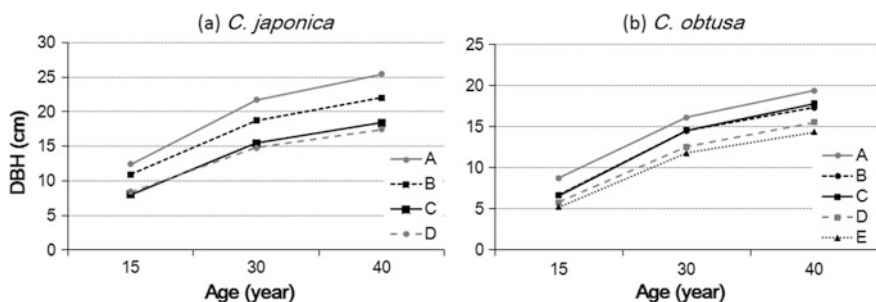 (a) C. japonica
30
25
20
15
10
5
0
DBH (cm)
15 30 40
Age (year)
A
B
C
D
(b) C. obtusa
25
20
15
10
5
0
15 30 40
Age (year)
A
B
C
D
E